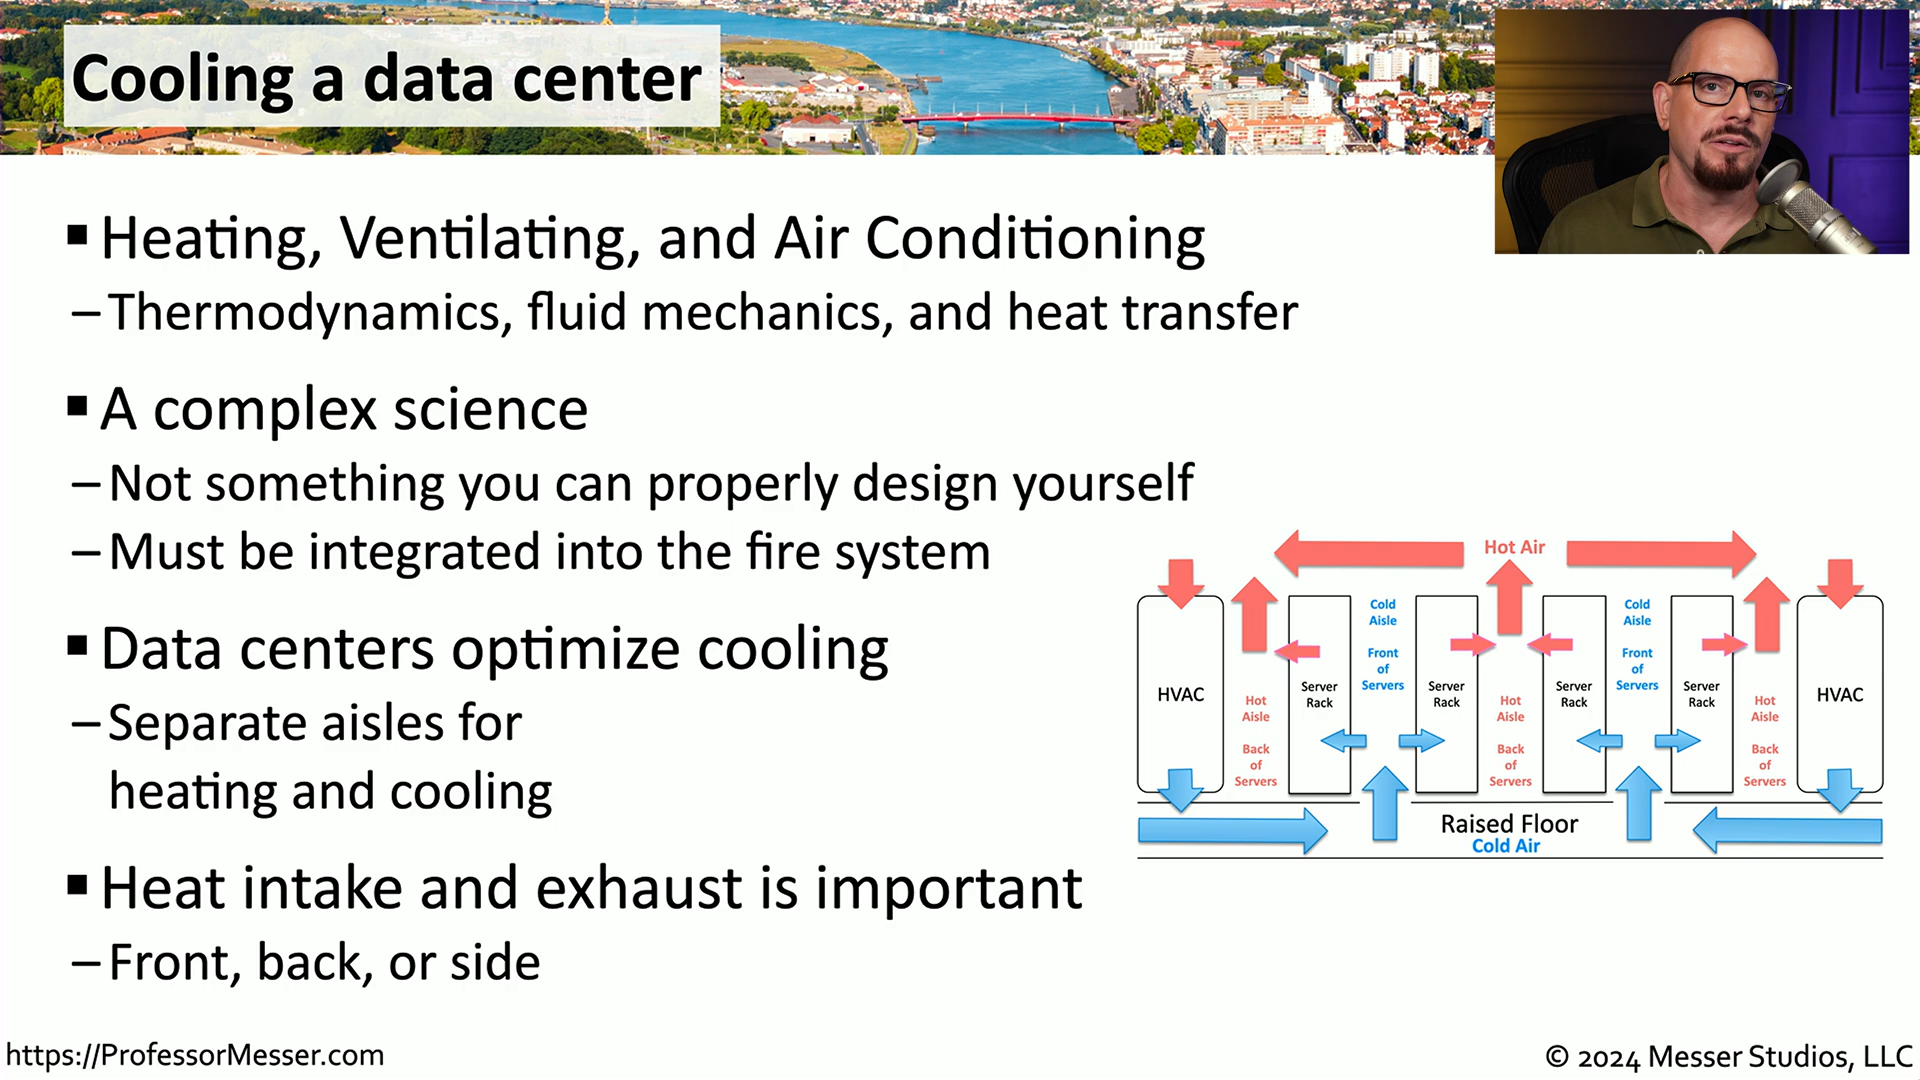 Cooling a data center
▪ Heating, Ventilating, and Air Conditioning
– Thermodynamics, fluid mechanics, and heat transfer
▪ A complex science
– Not something you can properly design yourself
– Must be integrated into the fire system
▪ Data centers optimize cooling
– Separate aisles for
heating and cooling
▪ Heat intake and exhaust is important
– Front, back, or side
Hot Air
HVAC
Hot
Aisle
Back
of
Servers
Server
Rack
Cold
Aisle
Front
of
Servers
Server
Rack
Hot
Aisle
Back
of
Servers
Server
Rack
Cold
Aisle
Front
of
Servers
Server
Rack
Hot
Aisle
Back
of
Servers
HVAC
Raised Floor
Cold Air
https://ProfessorMesser.com
© 2024 Messer Studios, LLC